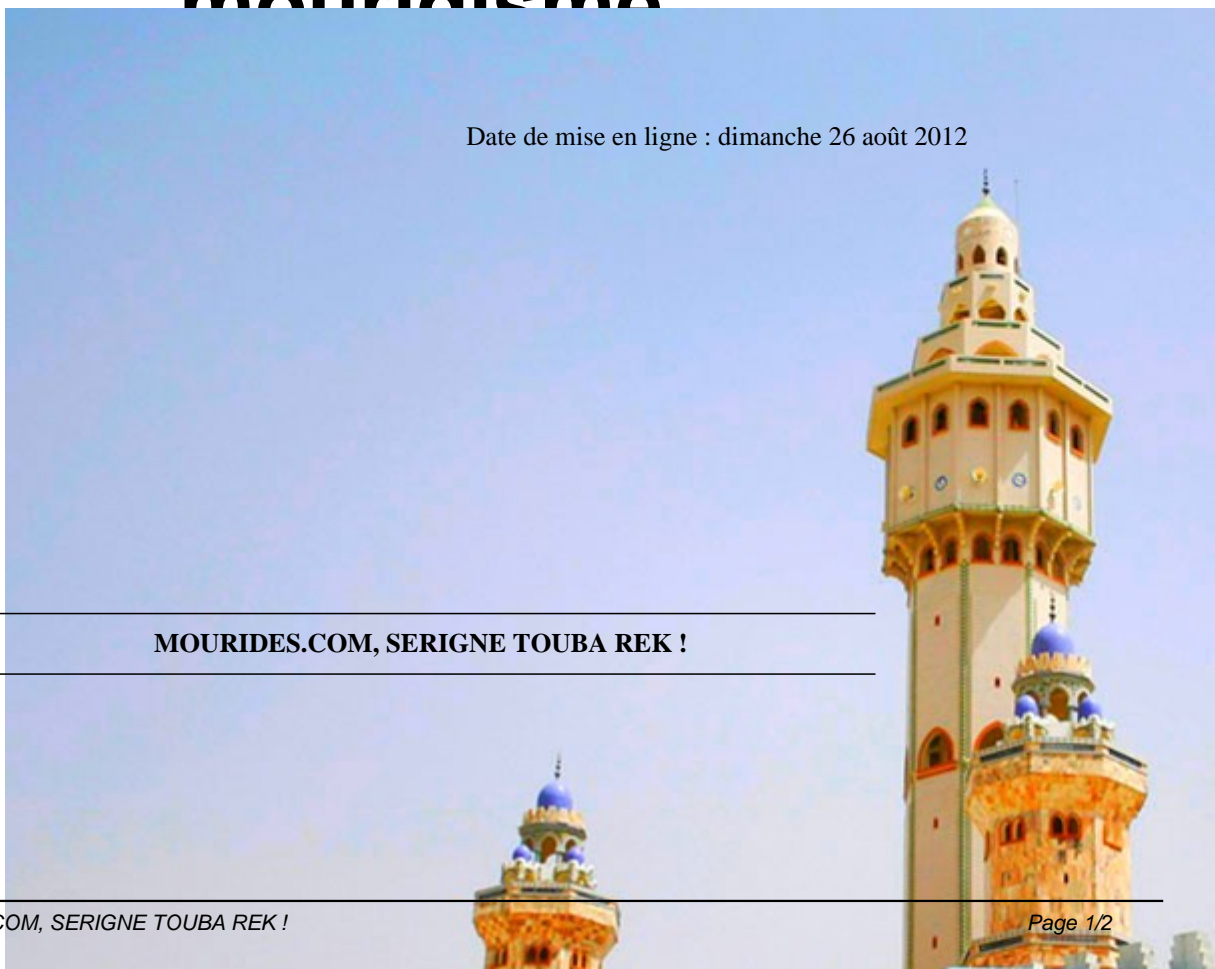 mouridisme
Date de mise en ligne : dimanche 26 août 2012
MOURIDES.COM, SERIGNE TOUBA REK !
COM, SERIGNE TOUBA REK !
Page 1/2